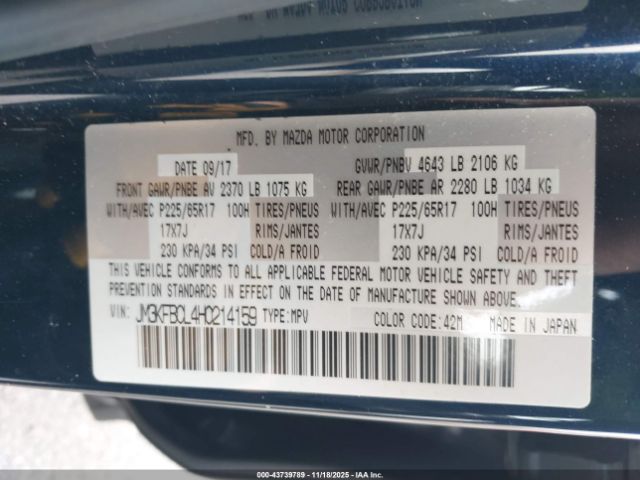 MFD. BY MAZDA MOTOR CORPORATION
DATE 09/17 GVWR/PNBV 4643 LB 2106 KG
FRONT GAWR/PNBE AV 2370 LB 1075 KG REAR GAWR/PNBE AR 2280 LB 1034 KG
WITH/AVEC P225/65R17 100H TIRES/PNEUS WITH/AVEC P225/65R17 100H TIRES/PNEUS
17X7J RIMS/JANTES 17X7J RIMS/JANTES
230 KPA/34 PSI COLD/A FROID 230 KPA/34 PSI COLD/A FROID
THIS VEHICLE CONFORMS TO ALL APPLICABLE FEDERAL MOTOR VEHICLE SAFETY AND THEFT
PREVENTION STANDARDS IN EFFECT ON THE DATE OF MANUFACTURE SHOWN ABOVE.
VIN: JM3KFBCL4H0214159 TYPE:MPV COLOR CODE:42M MADE IN JAPAN
000-43739789 - 11/18/2025 - IAAI.COM